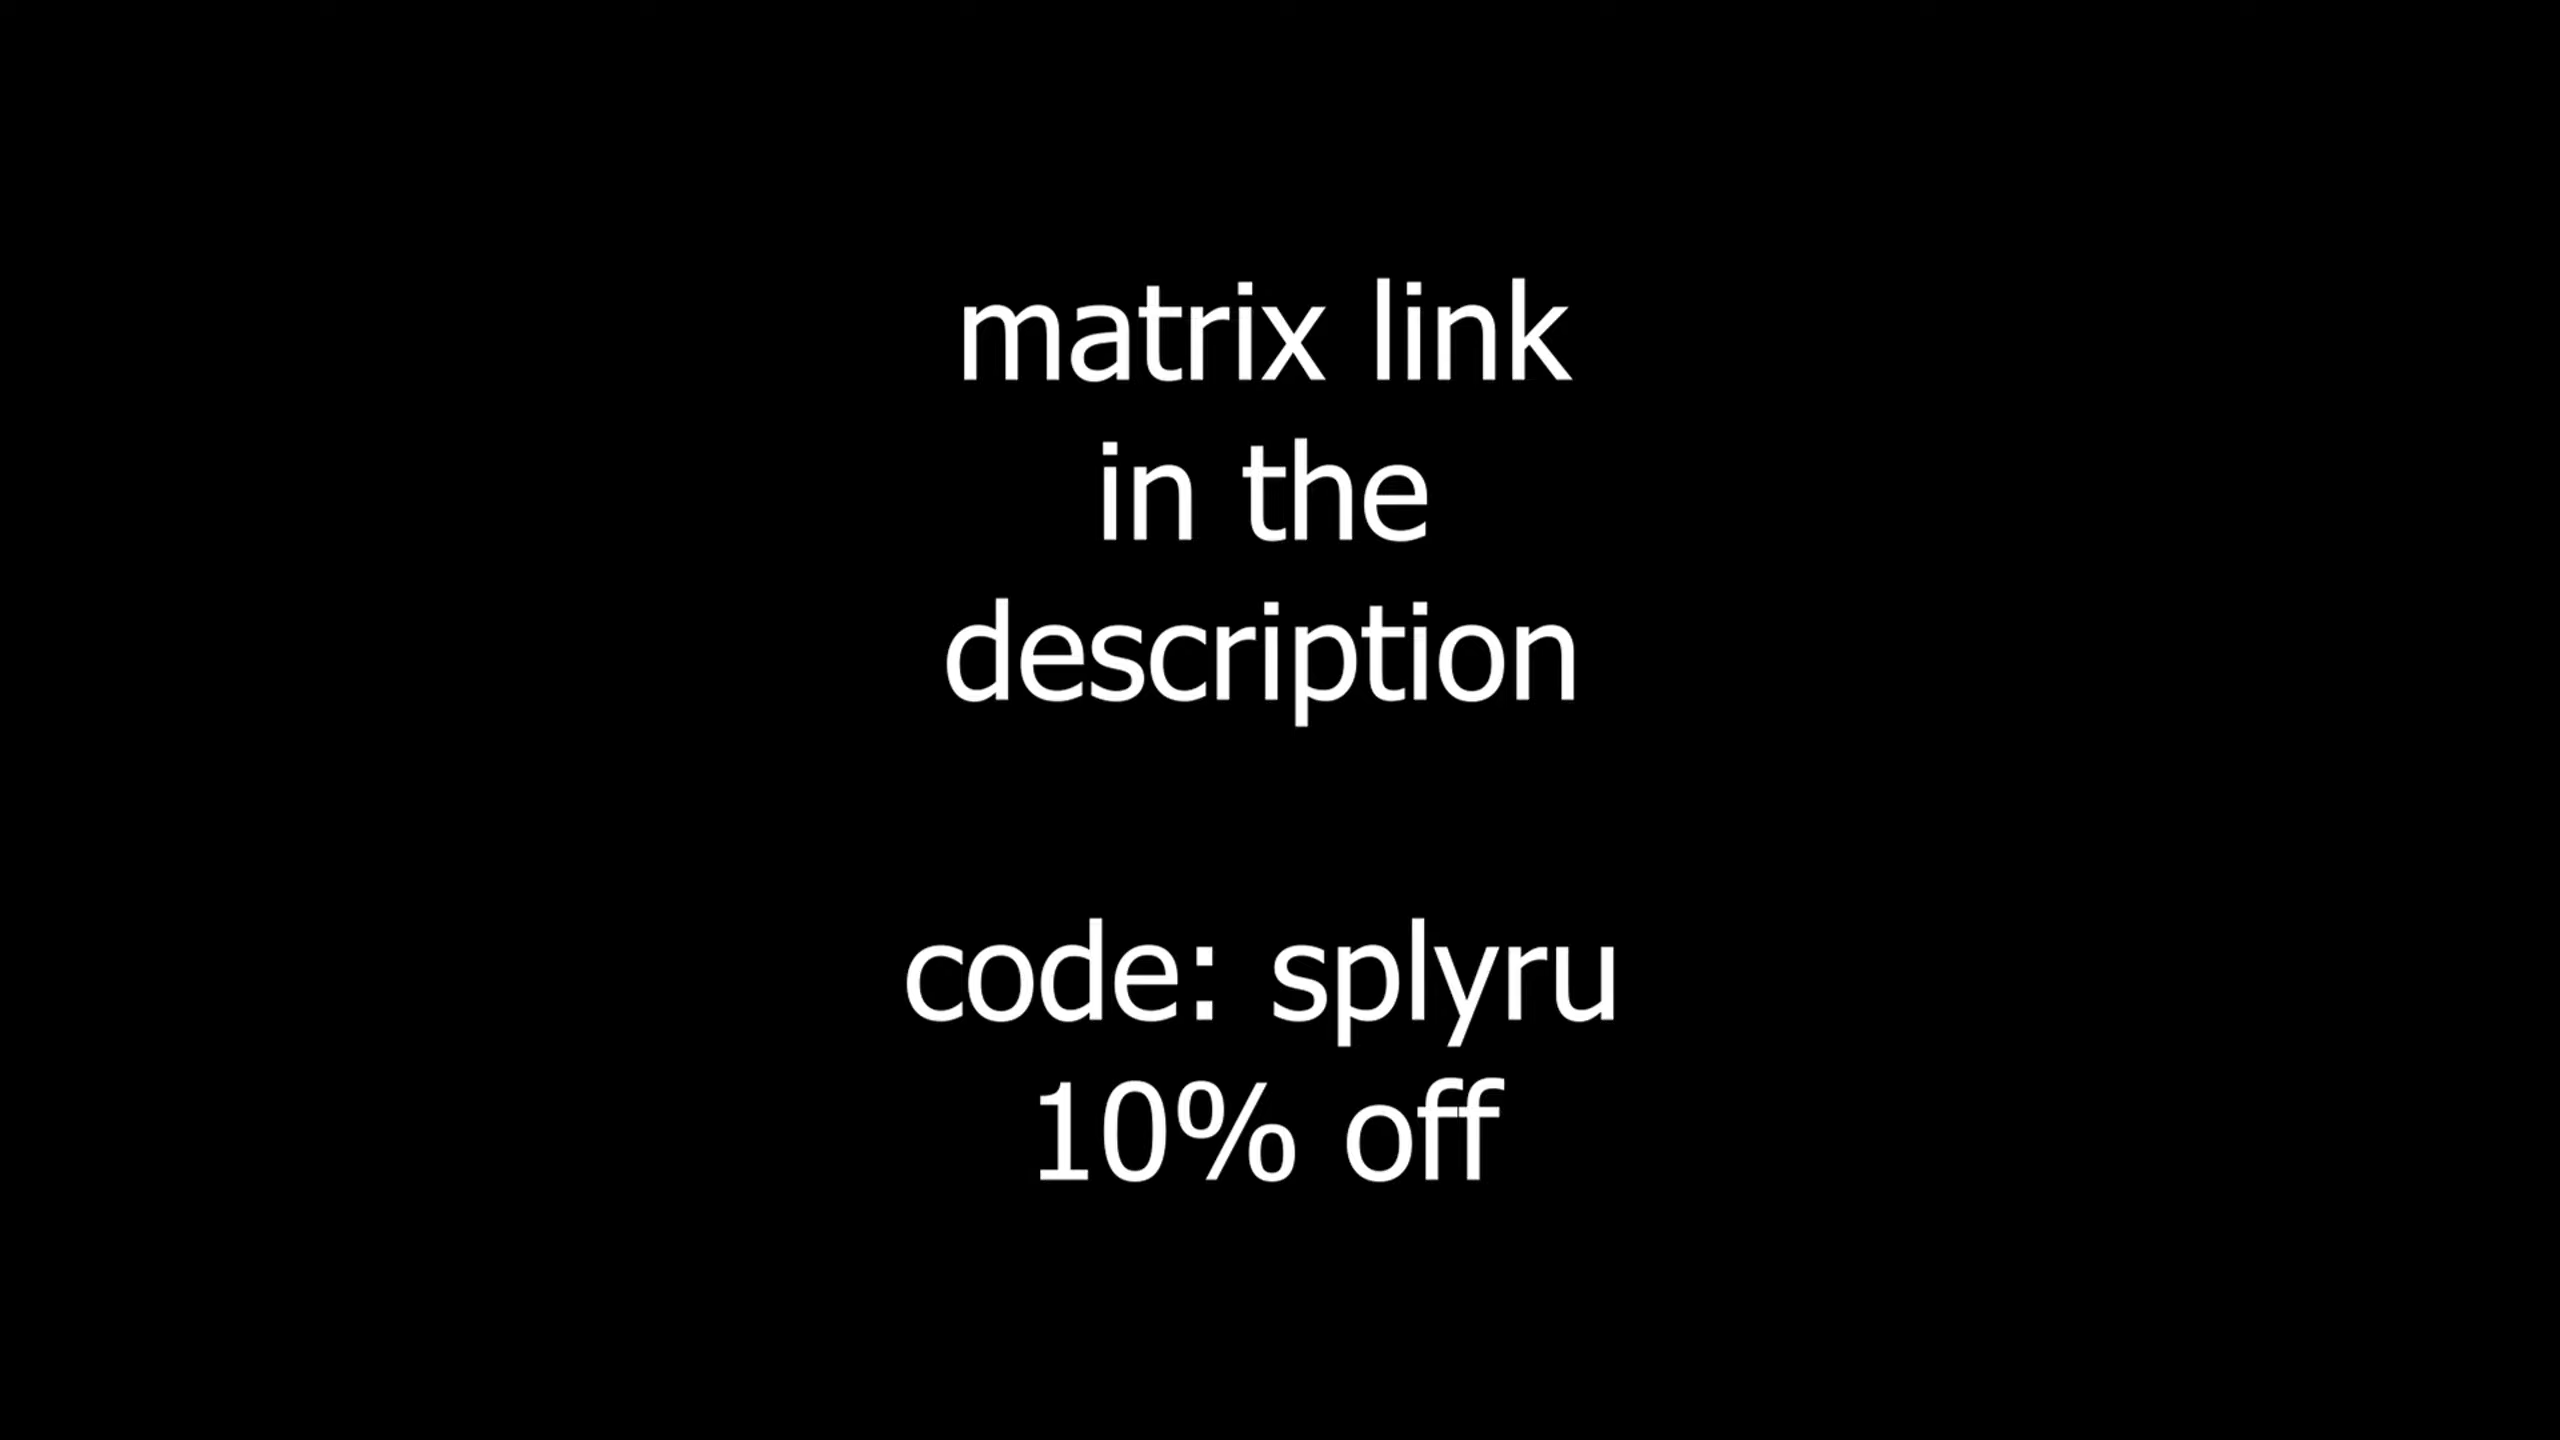 matrix link
in the
description
code: splyru
10% off